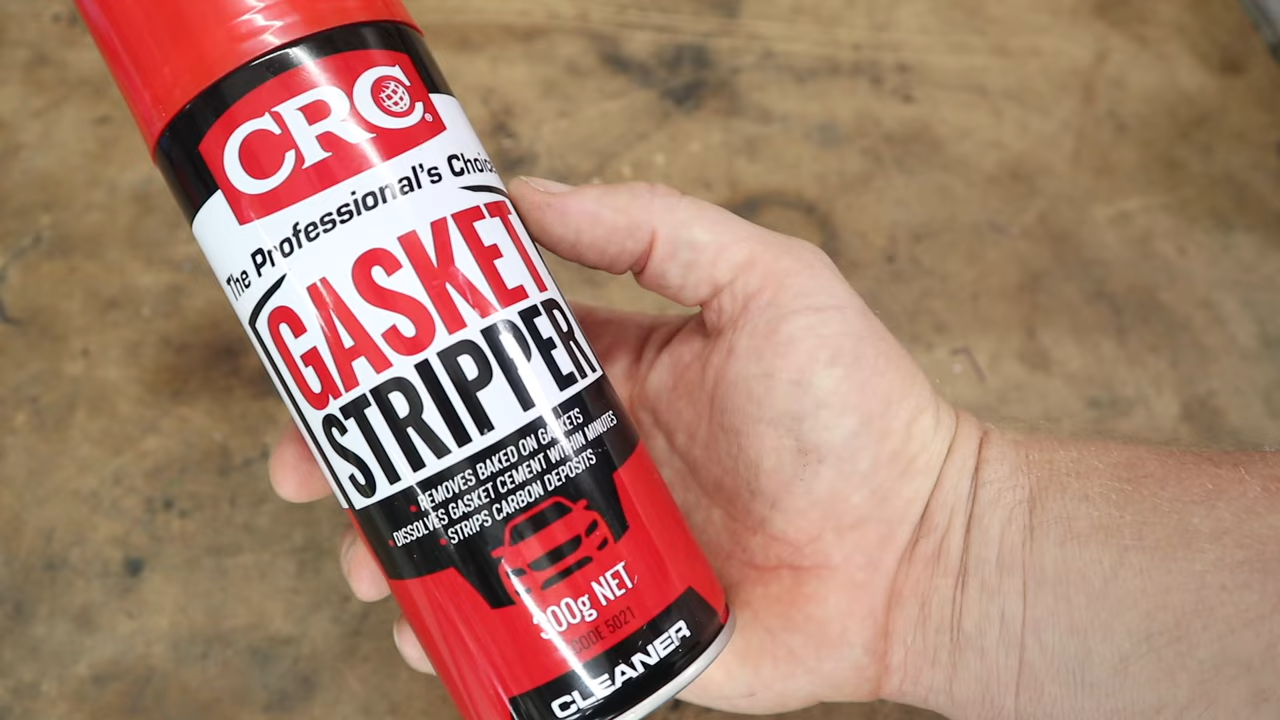 CRC
The Professional's Choice
GASKET
STRIPPER
• REMOVES BAKED ON GASKETS
• DISSOLVES GASKET CEMENT WITHIN MINUTES
• STRIPS CARBON DEPOSITS
300g NET
CODE 5021
CLEANER